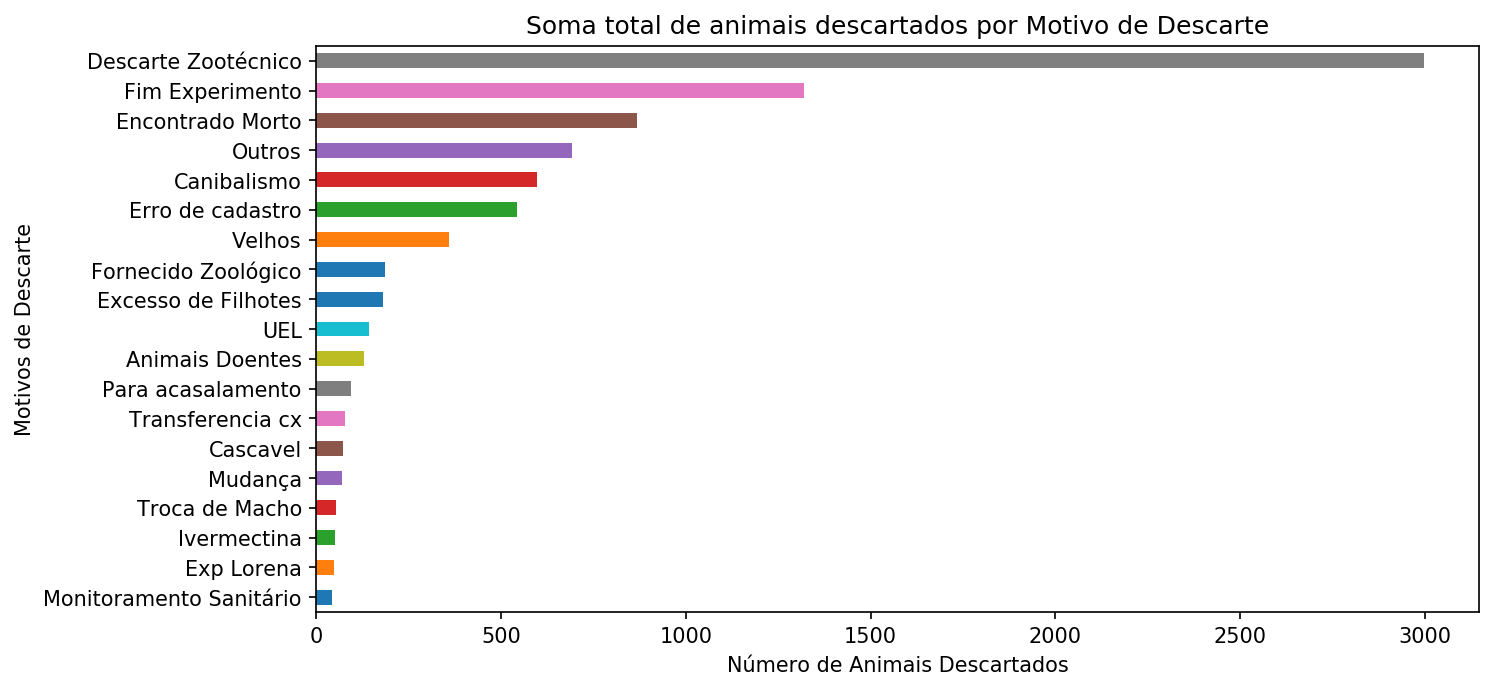 Soma total de animais descartados por Motivo de Descarte
Motivos de Descarte
Descarte Zootécnico
Fim Experimento
Encontrado Morto
Outros
Canibalismo
Erro de cadastro
Velhos
Fornecido Zoológico
Excesso de Filhotes
UEL
Animais Doentes
Para acasalamento
Transferencia cx
Cascavel
Mudança
Troca de Macho
Ivermectina
Exp Lorena
Monitoramento Sanitário
0 500 1000 1500 2000 2500 3000
Número de Animais Descartados